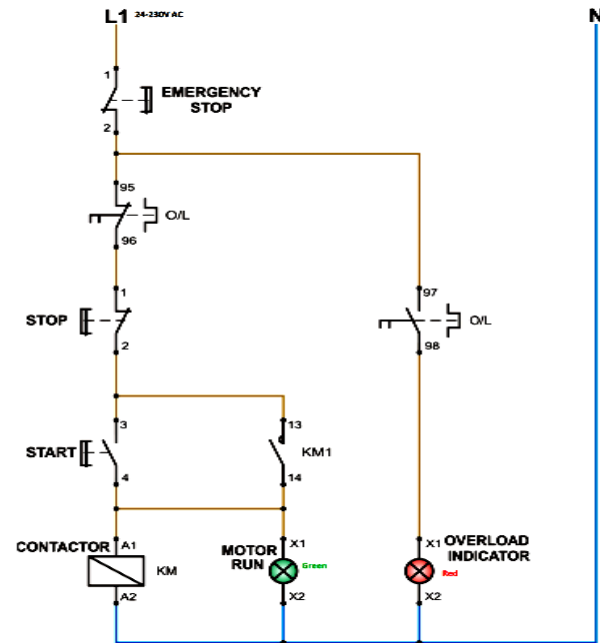 L1 24-230V AC N
1
EMERGENCY
STOP
2
95
O/L
96
1
STOP
2
97
O/L
98
3
START
4
13
KM1
14
CONTACTOR
A1
KM
A2
MOTOR
RUN
X1
Green
X2
X1
OVERLOAD
INDICATOR
Red
X2